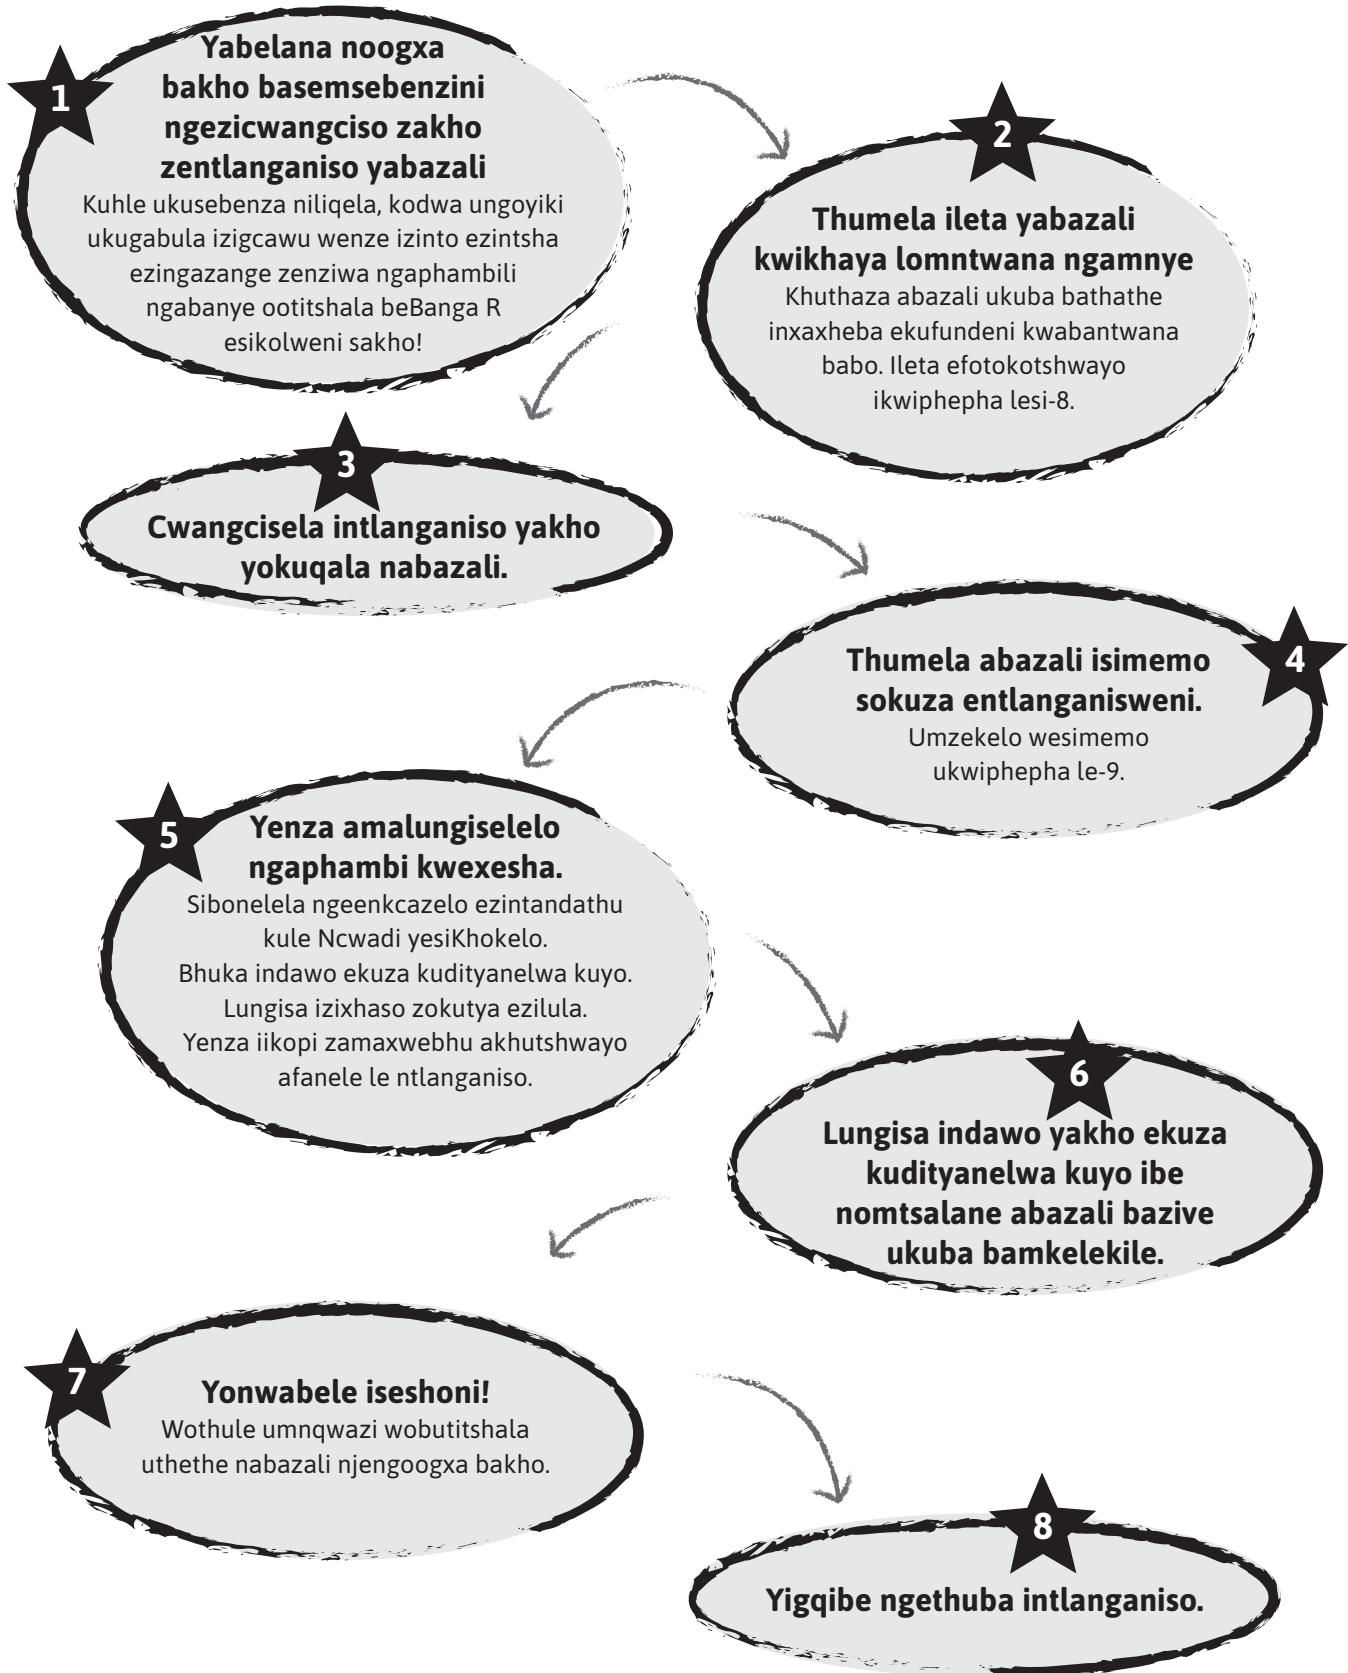 1
Yabelana noogxa
bakho basemsebenzini
ngezicwangciso zakho
zentlanganiso yabazali
Kuhle ukusebenza niliqela, kodwa ungoyiki
ukugabula izigcawu wenze izinto ezintsha
ezingazange zenziwa ngaphambili
ngabanye ootitshala beBanga R
esikolweni sakho!
2
Thumela ileta yabazali
kwikhaya lomntwana ngamnye
Khuthaza abazali ukuba bathathe
inxaxheba ekufundeni kwabantwana
babo. Ileta efotokotshwayo
ikwiphepha lesi-8.
3
Cwangcisela intlanganiso yakho
yokuqala nabazali.
4
Thumela abazali isimemo
sokuza entlanganisweni.
Umzekelo wesimemo
ukwiphepha le-9.
5
Yenza amalungiselelo
ngaphambi kwexesha.
Sibonelela ngeenkcazelo ezintandathu
kule Ncwadi yesiKhokelo.
Bhuka indawo ekuza kudityanelwa kuyo.
Lungisa izixhaso zokutya ezilula.
Yenza iikopi zamaxwebhu akhutshwayo
afanele le ntlanganiso.
6
Lungisa indawo yakho ekuza
kudityanelwa kuyo ibe
nomtsalane abazali bazive
ukuba bamkelekile.
7
Yonwabele iseshoni!
Wothule umnqwazi wobutitshala
uthethe nabazali njengoogxa bakho.
8
Yigqibe ngethuba intlanganiso.